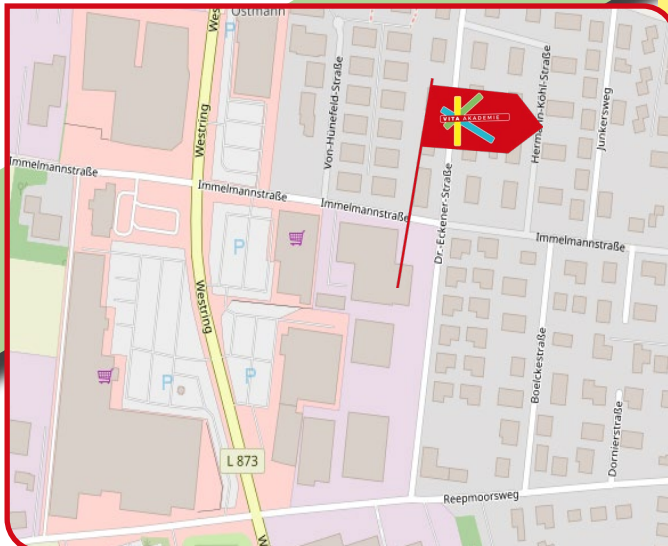 Ostmann
Wes
P
Westring
Von-Hünefeld-Straße
VITA AKADEMIE
Hermann-Köhl-Straße
Junkersweg
Immelmannstraße
Immelmannstraße
Immelmannstraße
Dr.-Eckener-Straße
Immelmannstraße
P
Westring
P
P
Boelckestraße
Dornierstraße
L 873
Reepmoorsweg
W